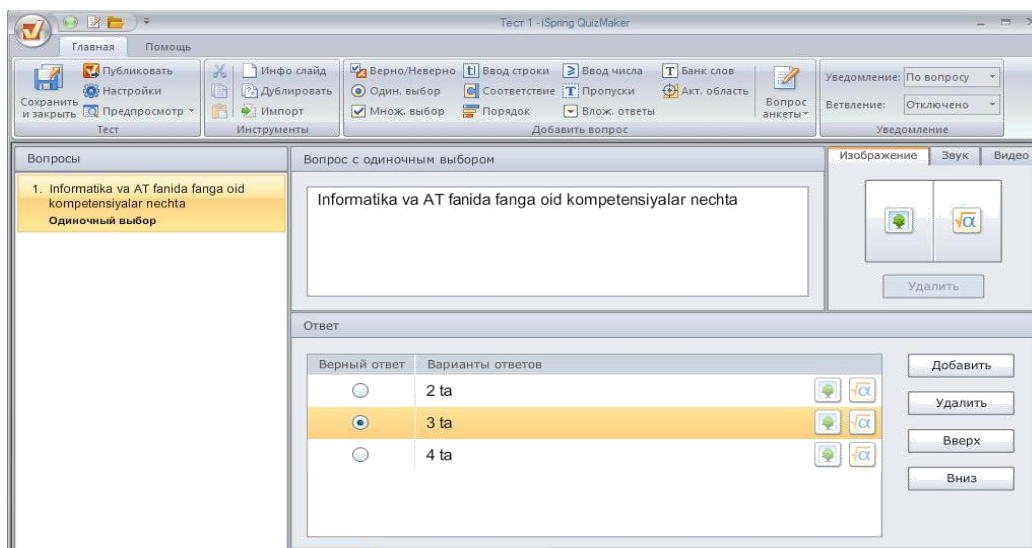 Тест 1 - iSpring QuizMaker
Главная Помощь
Сохранить и закрыть
Публиковать
Настройки
Предпросмотр
Тест
Инфо слайд
Дублировать
Импорт
Инструменты
Верно/Неверно
Один. выбор
Множ. выбор
Ввод строки
Соответствие
Порядок
Ввод числа
Пропуски
Влож. ответы
Банк слов
Акт. область
Вопрос анкеты
Добавить вопрос
Уведомление: По вопросу
Ветвление: Отключено
Уведомление
Вопросы
1. Informatika va AT fanida fanga oid
kompetensiyalar nechta
Одиночный выбор
Вопрос с одиночным выбором
Informatika va AT fanida fanga oid kompetensiyalar nechta
Изображение Звук Видео
√α
Удалить
Ответ
Верный ответ Варианты ответов
2 ta √α
3 ta √α
4 ta √α
Добавить
Удалить
Вверх
Вниз